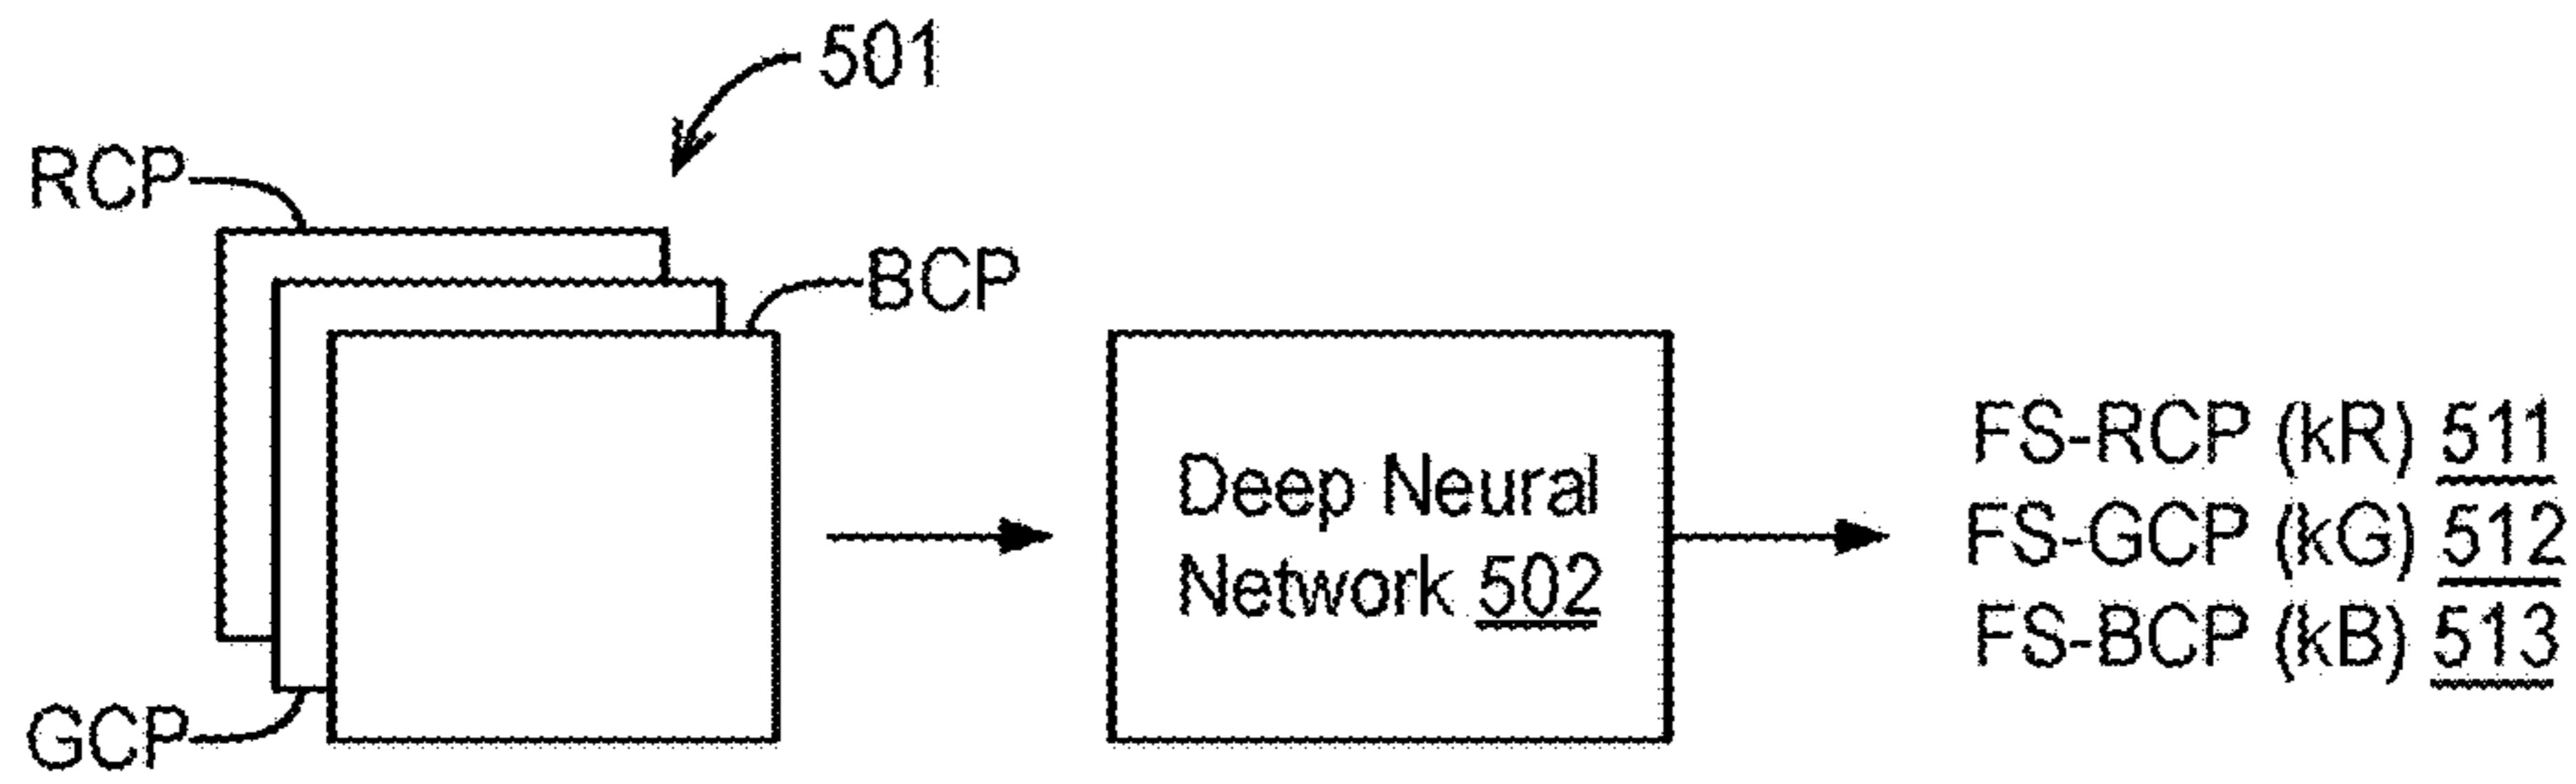 501
RCP
BCP
GCP
Deep Neural
Network 502
FS-RCP (kR) 511
FS-GCP (kG) 512
FS-BCP (kB) 513